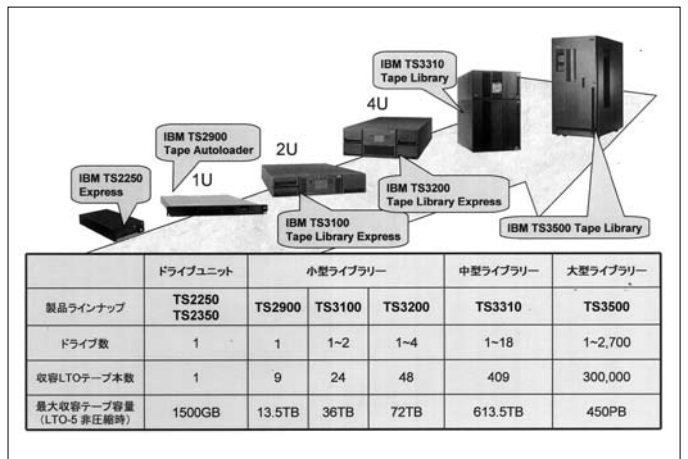 IBM TS3310
Tape Library
4U
IBM TS2900
Tape Autoloader
2U
IBM TS2250
Express
1U
IBM TS3200
Tape Library Express
IBM TS3100
Tape Library Express
IBM TS3500 Tape Library
ドライブユニット 小型ライブラリー 中型ライブラリー 大型ライブラリー
製品ラインナップ TS2250 TS2350 TS2900 TS3100 TS3200 TS3310 TS3500
ドライブ数 1 1 1~2 1~4 1~18 1~2,700
収容LTOテープ本数 1 9 24 48 409 300,000
最大収容テープ容量 (LTO-5 非圧縮時) 1500GB 13.5TB 36TB 72TB 613.5TB 450PB